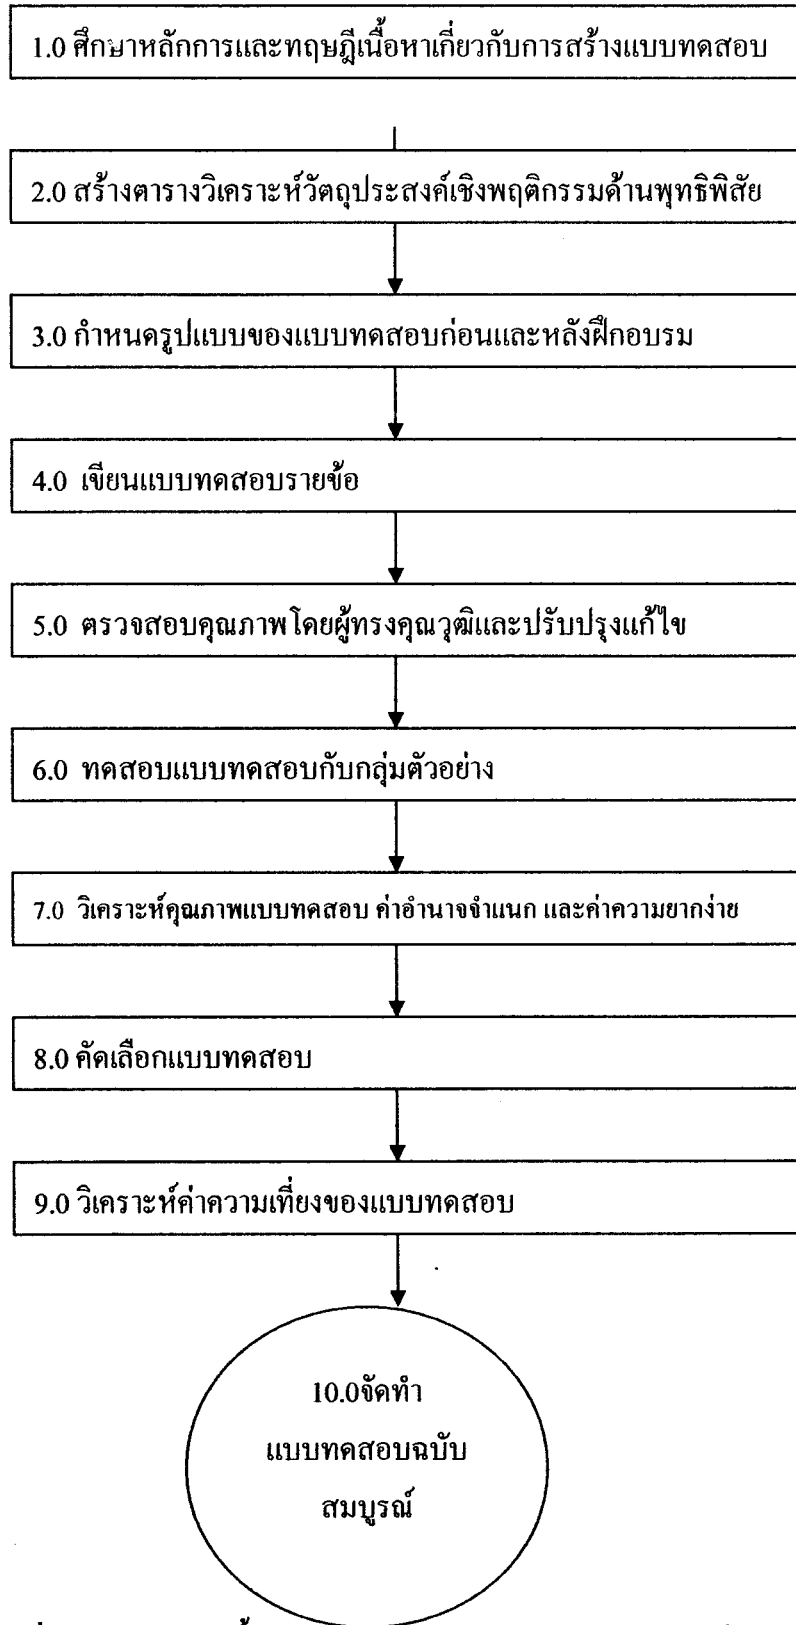 1.0 ศึกษาหลักการและทฤษฎีเนื้อหาเกี่ยวกับการสร้างแบบทดสอบ
2.0 สร้างตารางวิเคราะห์วัตถุประสงค์เชิงพฤติกรรมด้านพุทธิพิสัย
3.0 กำหนดรูปแบบของแบบทดสอบก่อนและหลังฝึกอบรม
4.0 เขียนแบบทดสอบรายข้อ
5.0 ตรวจสอบคุณภาพโดยผู้ทรงคุณวุฒิและปรับปรุงแก้ไข
6.0 ทดสอบแบบทดสอบกับกลุ่มตัวอย่าง
7.0 วิเคราะห์คุณภาพแบบทดสอบ ค่าอำนาจจำแนก และค่าความยากง่าย
8.0 คัดเลือกแบบทดสอบ
9.0 วิเคราะห์ค่าความเที่ยงของแบบทดสอบ
10.0จัดทำ
แบบทดสอบฉบับ
สมบูรณ์